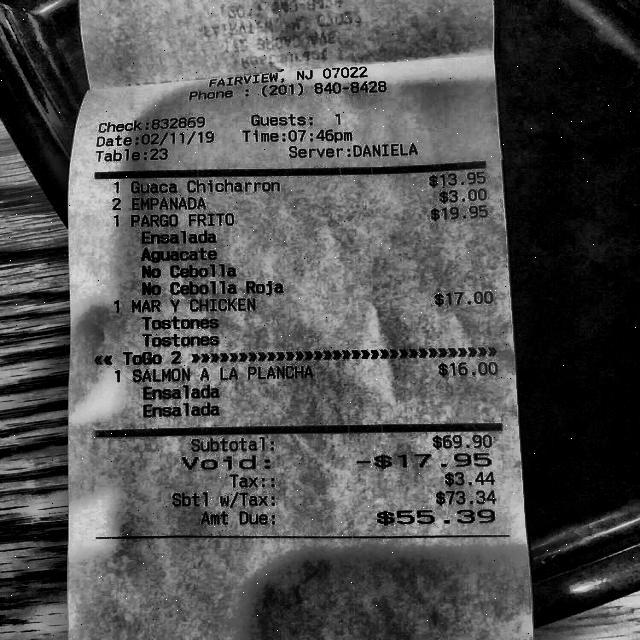 FAIRVIEW, NJ 07022
Phone : (201) 840-8428
Check:832869 Guests: 1
Date:02/11/19 Time:07:46pm
Table:23 Server:DANIELA
1 Guaca Chicharron $13.95
2 EMPANADA $3.00
1 PARGO FRITO $19.95
Ensalada
Aguacate
No Cebolla
No Cebolla Roja
1 MAR Y CHICKEN $17.00
Tostones
Tostones
«« ToGo 2 »»»»»»»»»»»»»»»»»»»»»»»»»»»»»»
1 SALMON A LA PLANCHA $16.00
Ensalada
Ensalada
Subtotal: $69.90
Void: -$17.95
Tax:: $3.44
Sbtl w/Tax: $73.34
Amt Due: $55.39